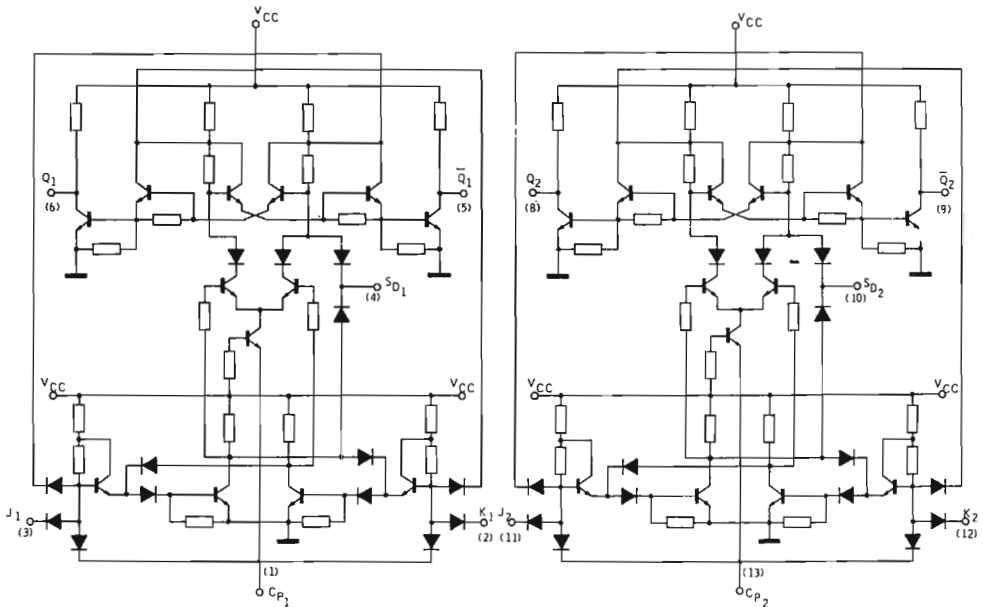 VCC
VCC
Q1
(6)
Q̄1
(5)
Q2
(8)
Q̄2
(9)
SD1
(4)
SD2
(10)
VCC
VCC
VCC
VCC
J1
(3)
K1
(2)
J2
(11)
K2
(12)
(1)
(13)
CP1
CP2